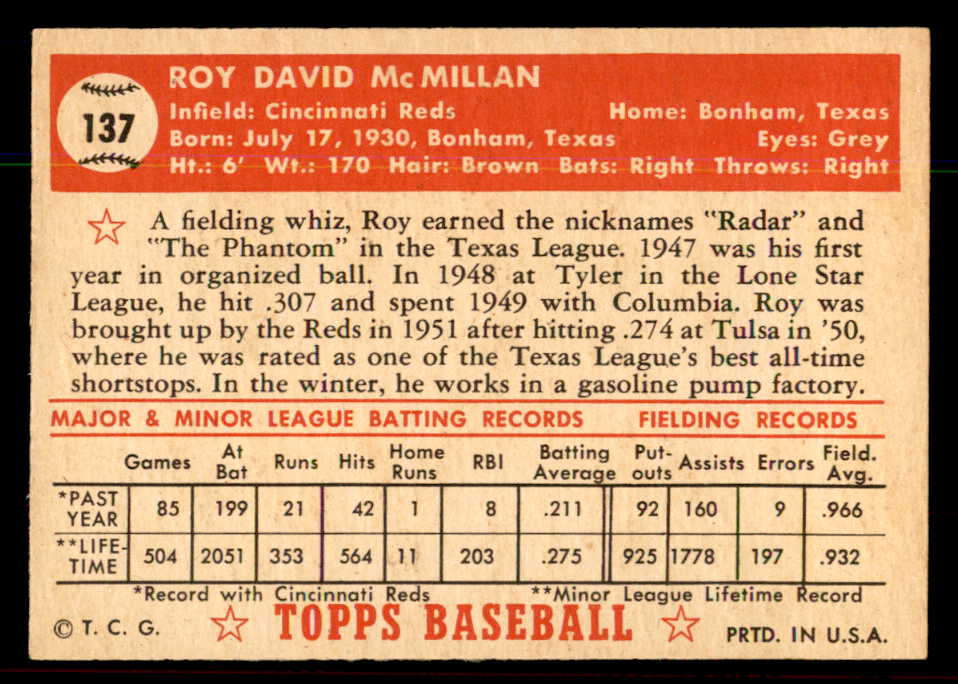 137
ROY DAVID McMILLAN
Infield: Cincinnati Reds Home: Bonham, Texas
Born: July 17, 1930, Bonham, Texas Eyes: Grey
Ht.: 6' Wt.: 170 Hair: Brown Bats: Right Throws: Right
A fielding whiz, Roy earned the nicknames "Radar" and
"The Phantom" in the Texas League. 1947 was his first
year in organized ball. In 1948 at Tyler in the Lone Star
League, he hit .307 and spent 1949 with Columbia. Roy was
brought up by the Reds in 1951 after hitting .274 at Tulsa in '50,
where he was rated as one of the Texas League's best all-time
shortstops. In the winter, he works in a gasoline pump factory.
MAJOR & MINOR LEAGUE BATTING RECORDS FIELDING RECORDS
Games At Bat Runs Hits Home Runs RBI Batting Average Put-outs Assists Errors Field. Avg.
*PAST YEAR 85 199 21 42 1 8 .211 92 160 9 .966
**LIFE-TIME 504 2051 353 564 11 203 .275 925 1778 197 .932
*Record with Cincinnati Reds **Minor League Lifetime Record
© T. C. G. TOPPS BASEBALL PRTD. IN U.S.A.